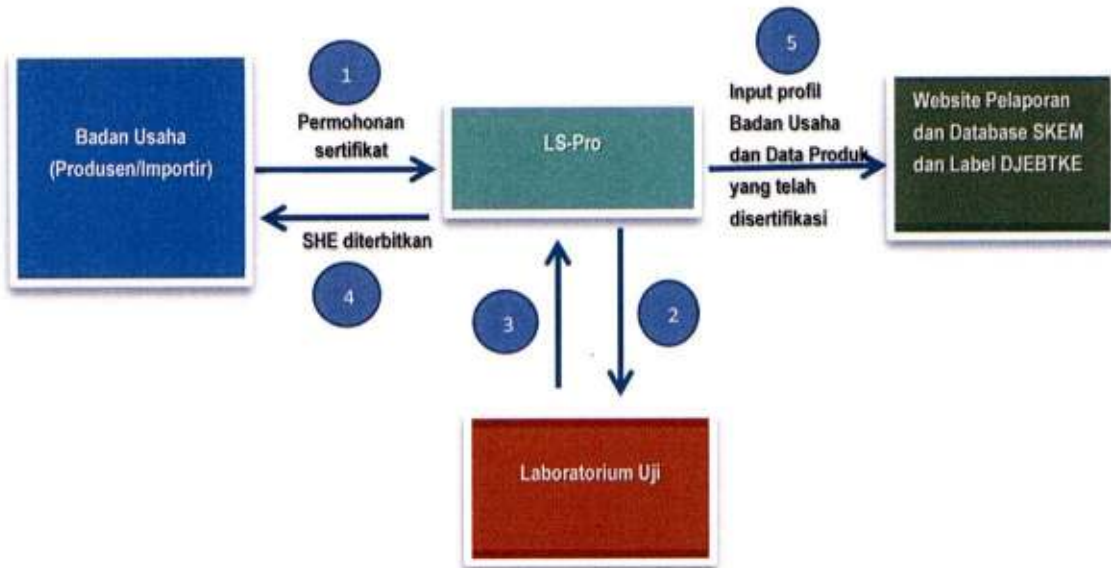 1
Permohonan
sertifikat
5
Input profil
Badan Usaha
dan Data Produk
yang telah
disertifikasi
Badan Usaha
(Produsen/Importir)
LS-Pro
Website Pelaporan
dan Database SKEM
dan Label DJEBTKE
SHE diterbitkan
4
3
2
Laboratorium Uji